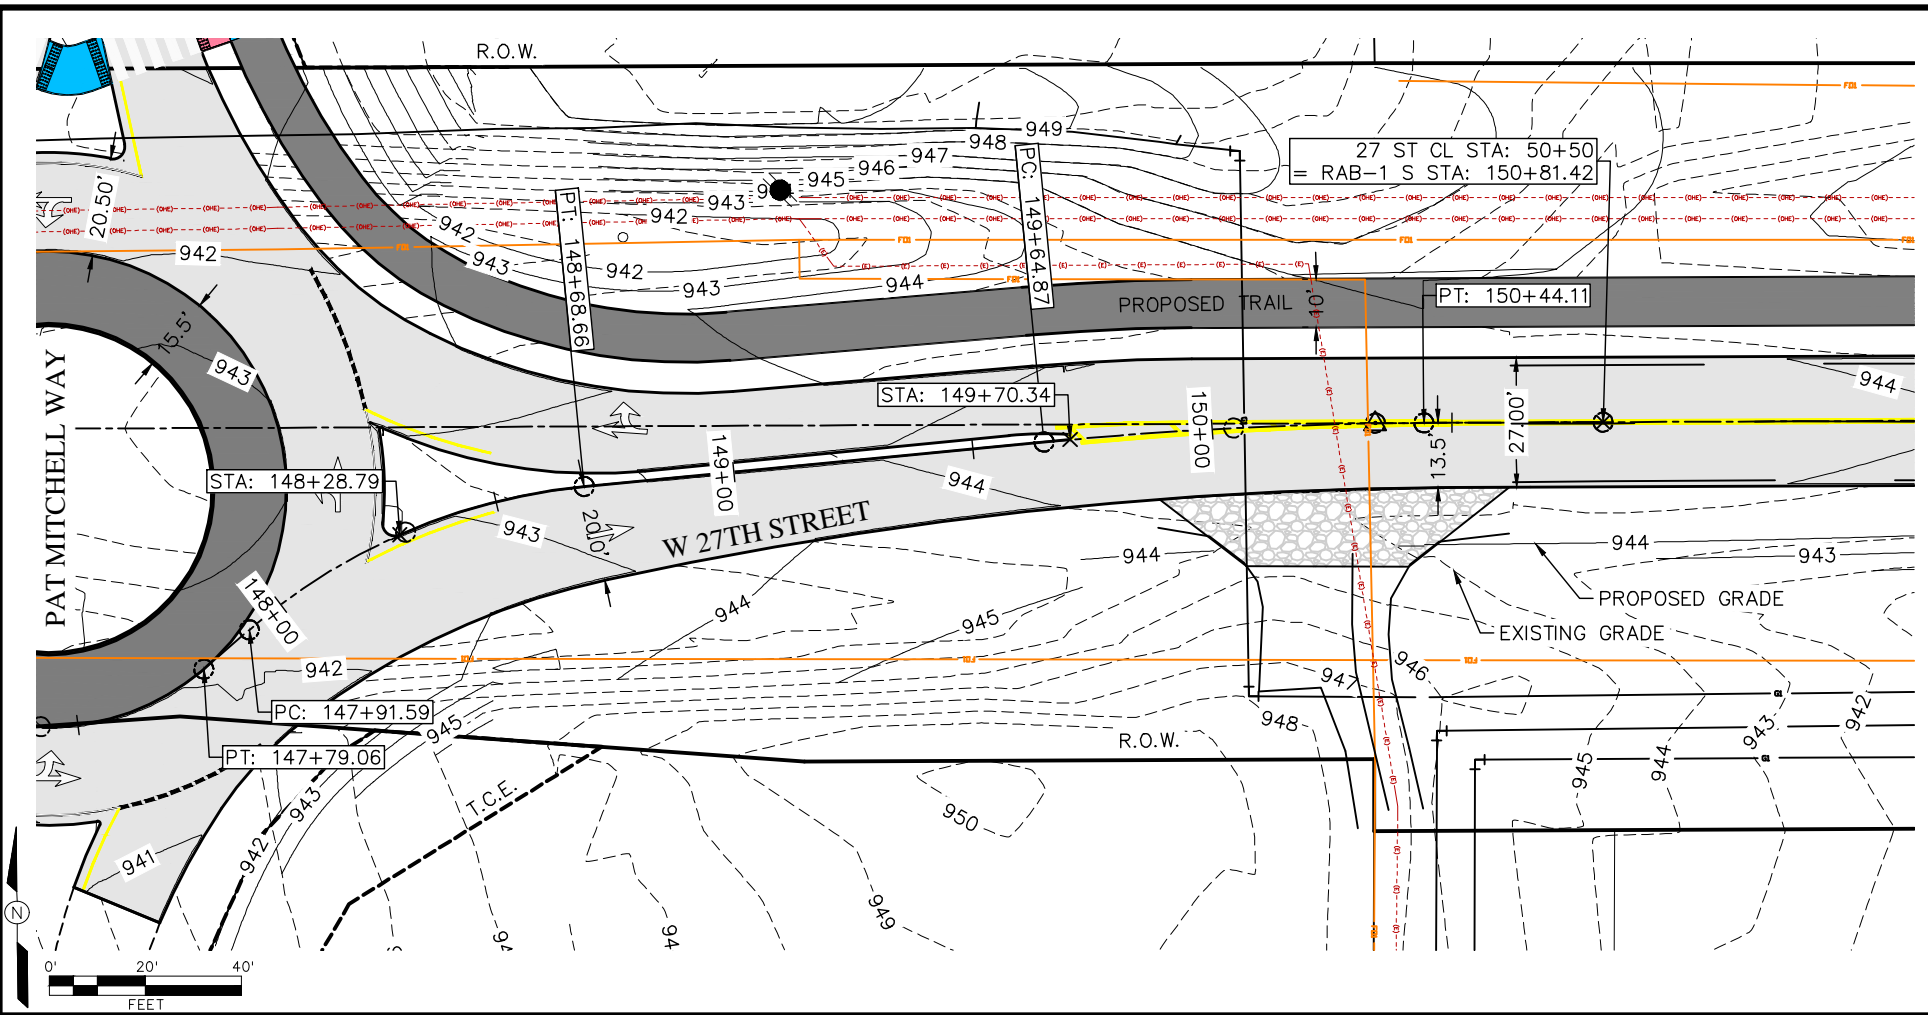 R.O.W.
949
948
947
946
945
943
942
27 ST CL STA: 50+50
= RAB-1 S STA: 150+81.42
PC: 149+64.87
PT: 148+68.66
20.50'
942
942
943
942
943
944
PROPOSED TRAIL
10'
PT: 150+44.11
15.5'
943
STA: 149+70.34
150+00
27.00'
13.5'
944
PAT MITCHELL WAY
STA: 148+28.79
149+00
944
943
W 27TH STREET
944
944
943
PROPOSED GRADE
EXISTING GRADE
148+00
944
945
942
947
946
PC: 147+91.59
948
945
R.O.W.
943
942
PT: 147+79.06
945
944
T.C.E.
943
942
950
941
949
N
0' 20' 40'
FEET
(OHE)
(E)
FD1
G1